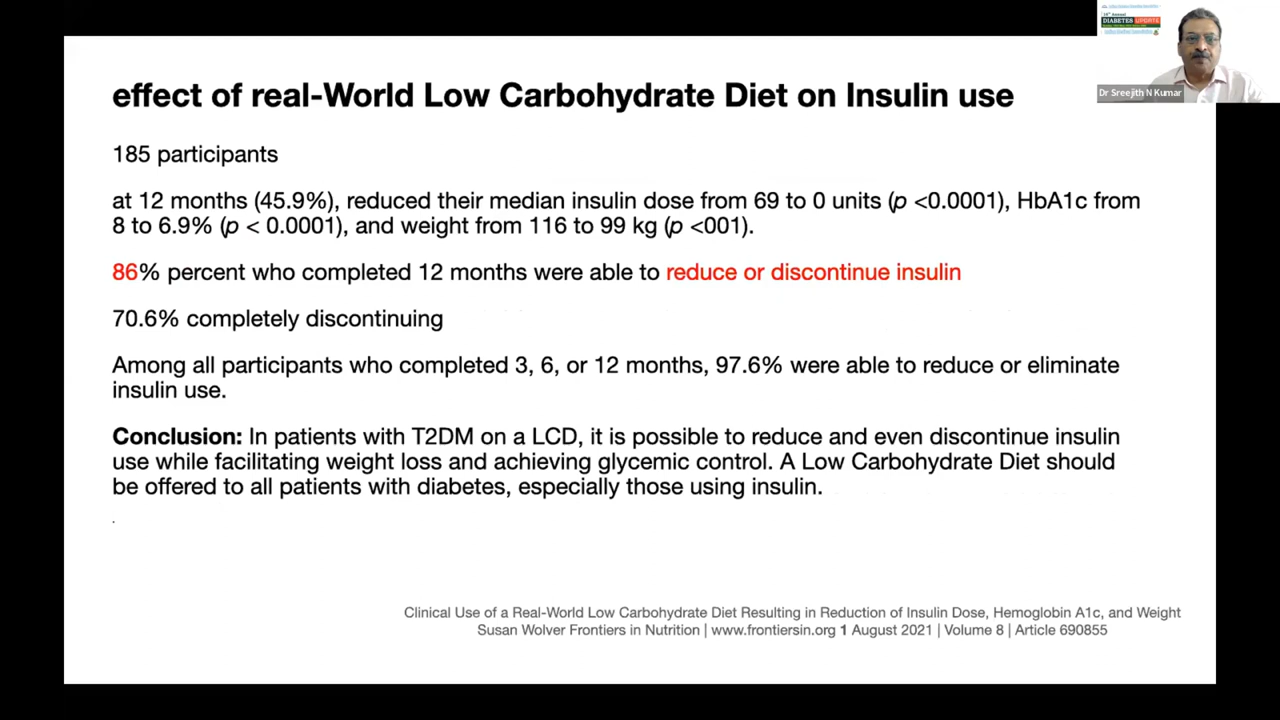 DIABETES UPDATE
Dr Sreejith N Kumar
effect of real-World Low Carbohydrate Diet on Insulin use
185 participants
at 12 months (45.9%), reduced their median insulin dose from 69 to 0 units (p <0.0001), HbA1c from
8 to 6.9% (p < 0.0001), and weight from 116 to 99 kg (p <001).
86% percent who completed 12 months were able to reduce or discontinue insulin
70.6% completely discontinuing
Among all participants who completed 3, 6, or 12 months, 97.6% were able to reduce or eliminate
insulin use.
Conclusion: In patients with T2DM on a LCD, it is possible to reduce and even discontinue insulin
use while facilitating weight loss and achieving glycemic control. A Low Carbohydrate Diet should
be offered to all patients with diabetes, especially those using insulin.
.
Clinical Use of a Real-World Low Carbohydrate Diet Resulting in Reduction of Insulin Dose, Hemoglobin A1c, and Weight
Susan Wolver Frontiers in Nutrition | www.frontiersin.org 1 August 2021 | Volume 8 | Article 690855